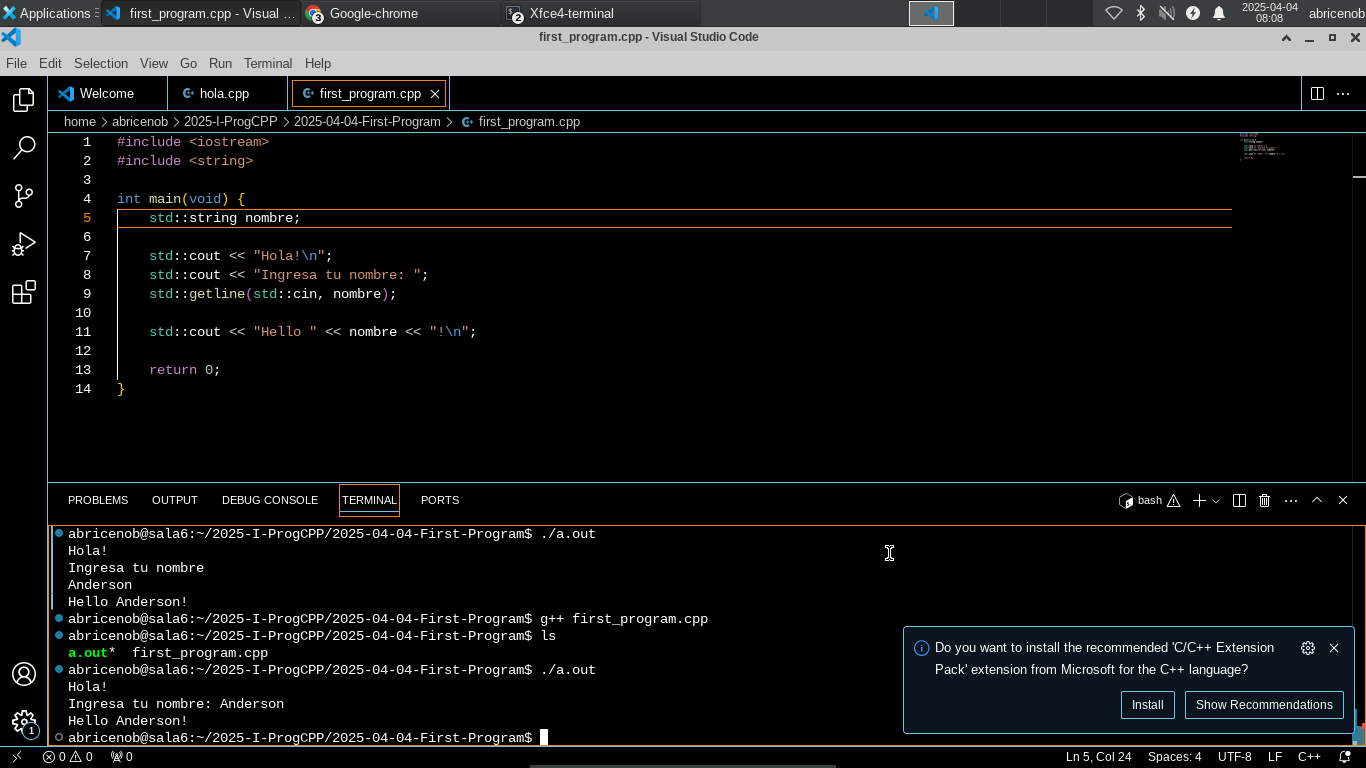 Applications first_program.cpp - Visual ... 3 Google-chrome 2 Xfce4-terminal 2025-04-04 08:08 abricenob
first_program.cpp - Visual Studio Code
File Edit Selection View Go Run Terminal Help
Welcome hola.cpp first_program.cpp
home abricenob 2025-I-ProgCPP 2025-04-04-First-Program first_program.cpp
1 #include <iostream>
2 #include <string>
3
4 int main(void) {
5     std::string nombre;
6
7     std::cout << "Hola!\n";
8     std::cout << "Ingresa tu nombre: ";
9     std::getline(std::cin, nombre);
10
11     std::cout << "Hello " << nombre << "!\n";
12
13     return 0;
14 }
PROBLEMS OUTPUT DEBUG CONSOLE TERMINAL PORTS bash
abricenob@sala6:~/2025-I-ProgCPP/2025-04-04-First-Program$ ./a.out
Hola!
Ingresa tu nombre
Anderson
Hello Anderson!
abricenob@sala6:~/2025-I-ProgCPP/2025-04-04-First-Program$ g++ first_program.cpp
abricenob@sala6:~/2025-I-ProgCPP/2025-04-04-First-Program$ ls
a.out*  first_program.cpp
abricenob@sala6:~/2025-I-ProgCPP/2025-04-04-First-Program$ ./a.out
Hola!
Ingresa tu nombre: Anderson
Hello Anderson!
abricenob@sala6:~/2025-I-ProgCPP/2025-04-04-First-Program$
Do you want to install the recommended 'C/C++ Extension
Pack' extension from Microsoft for the C++ language?
Install Show Recommendations
1
0 0 0 Ln 5, Col 24 Spaces: 4 UTF-8 LF C++